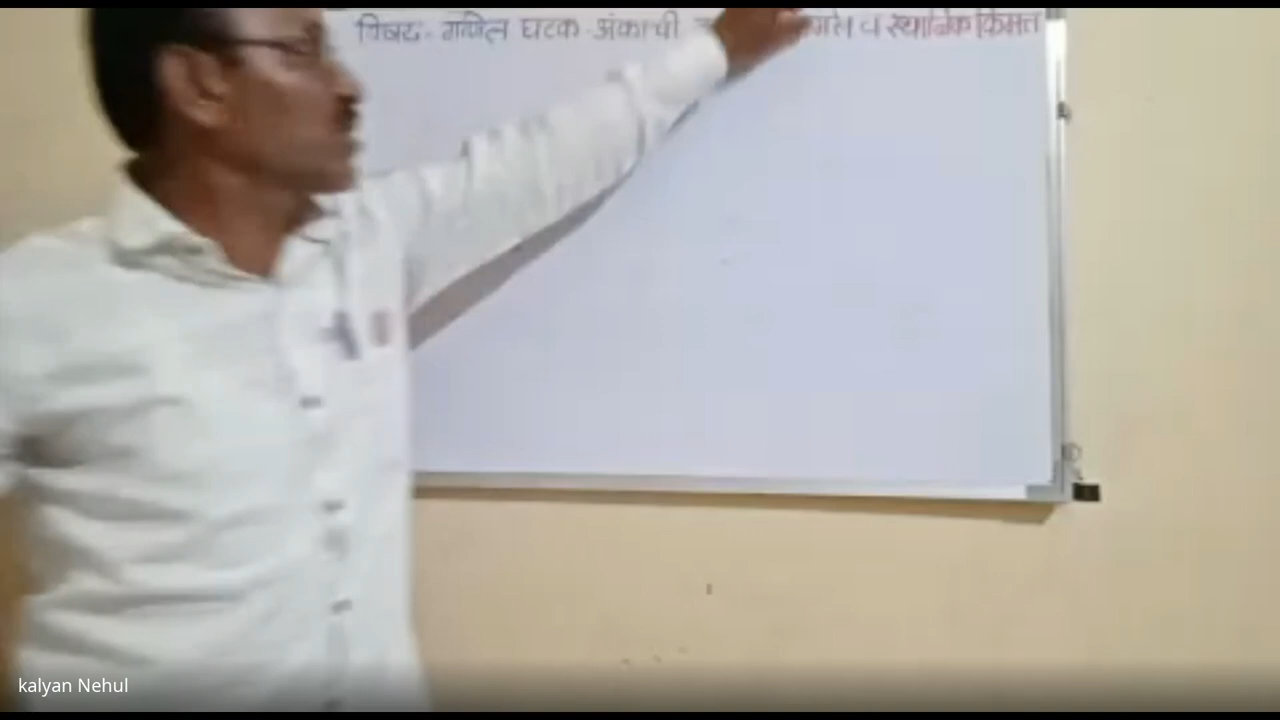 विषय- गणित घटक-अंकाची व स्थानिक किंमत
kalyan Nehul